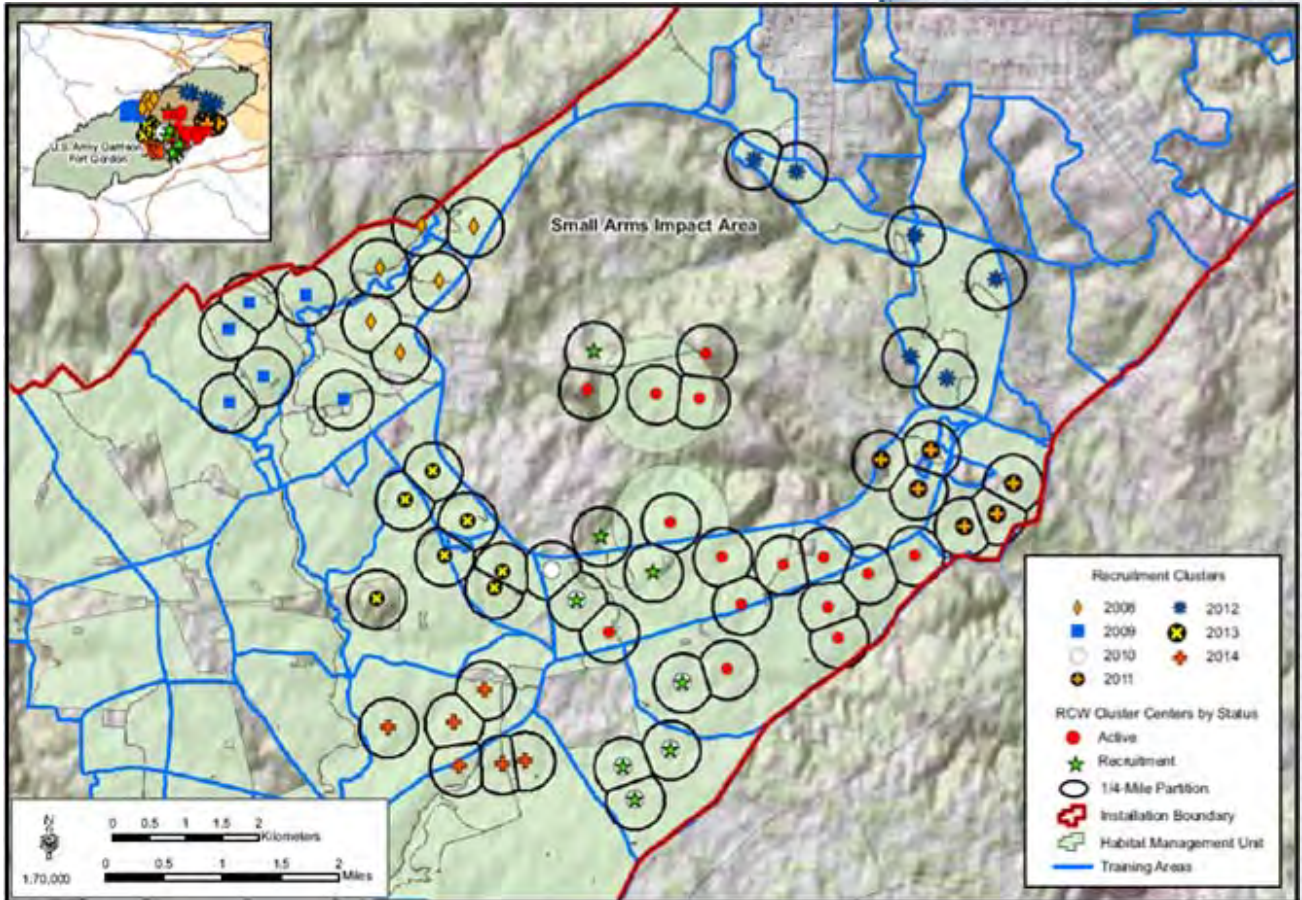 U.S. Army Garrison
Fort Gordon
Small Arms Impact Area
Recruitment Clusters
2008
2012
2009
2013
2010
2014
2011
RCW Cluster Centers by Status
Active
Recruitment
1/4-Mile Partition
Installation Boundary
Habitat Management Unit
Training Areas
N
0 0.5 1 1.5 2
Kilometers
0 0.5 1 1.5 2
Miles
1:70,000